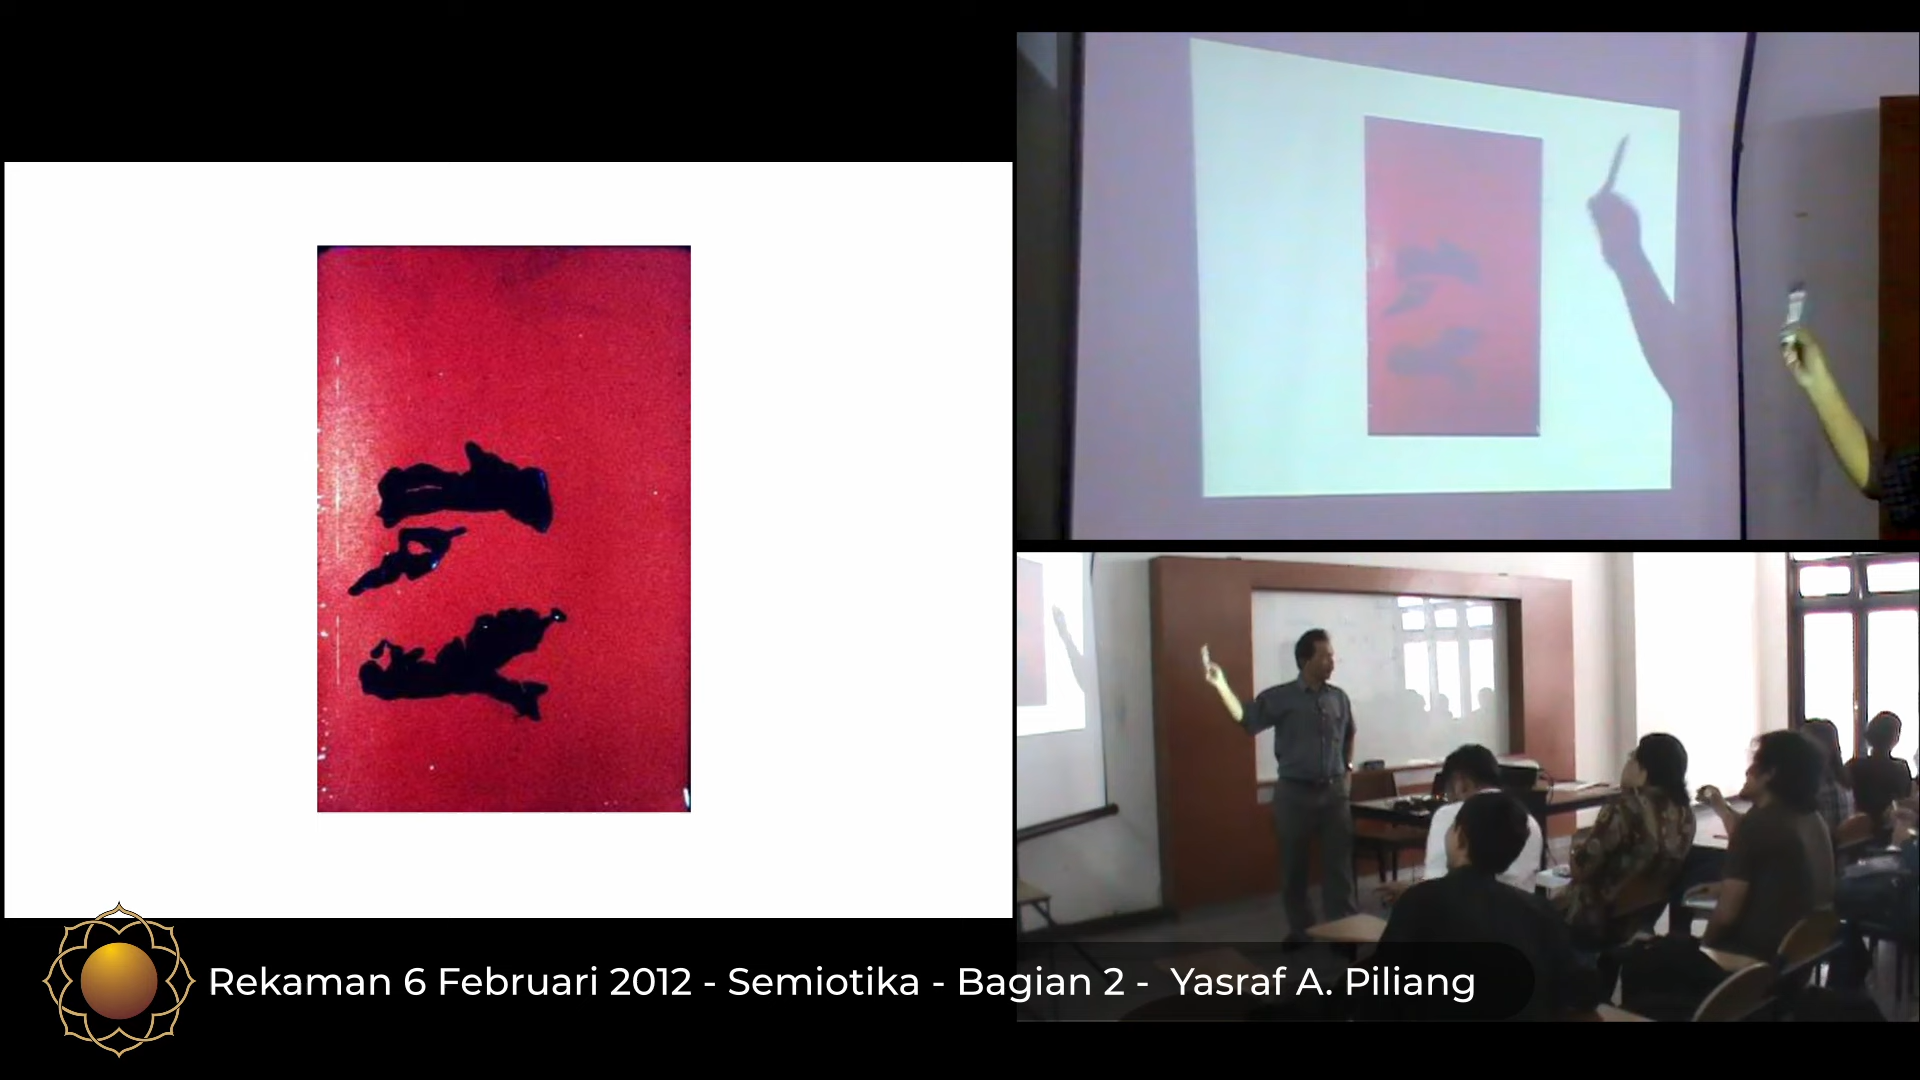 Rekaman 6 Februari 2012 - Semiotika - Bagian 2 - Yasraf A. Piliang